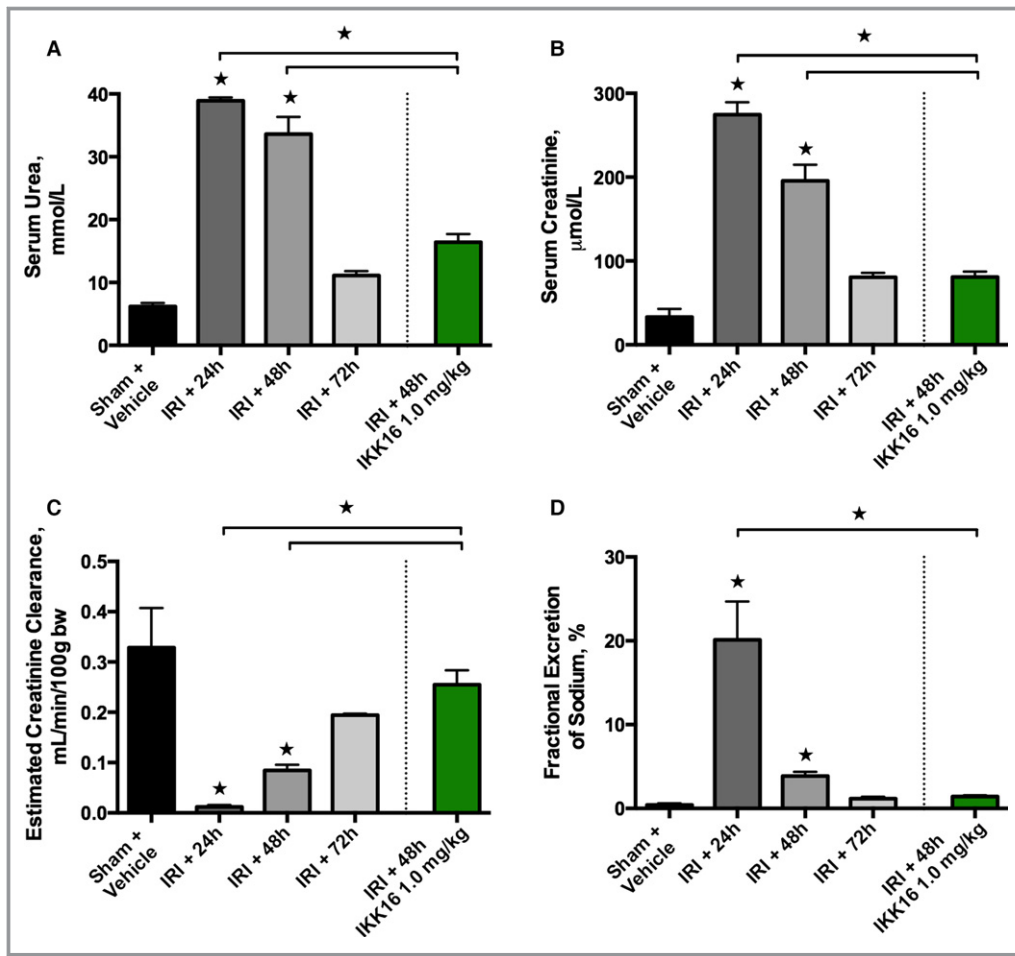 A
★
★
★
Serum Urea,
mmol/L
40
30
20
10
0
Sham +
Vehicle
IRI + 24h
IRI + 48h
IRI + 72h
IRI + 48h
IKK16 1.0 mg/kg
B
★
★
★
Serum Creatinine,
μmol/L
300
200
100
0
Sham +
Vehicle
IRI + 24h
IRI + 48h
IRI + 72h
IRI + 48h
IKK16 1.0 mg/kg
C
★
★
★
Estimated Creatinine Clearance,
mL/min/100g bw
0.5
0.4
0.3
0.2
0.1
0.0
Sham +
Vehicle
IRI + 24h
IRI + 48h
IRI + 72h
IRI + 48h
IKK16 1.0 mg/kg
D
★
★
★
Fractional Excretion
of Sodium, %
30
20
10
0
Sham +
Vehicle
IRI + 24h
IRI + 48h
IRI + 72h
IRI + 48h
IKK16 1.0 mg/kg